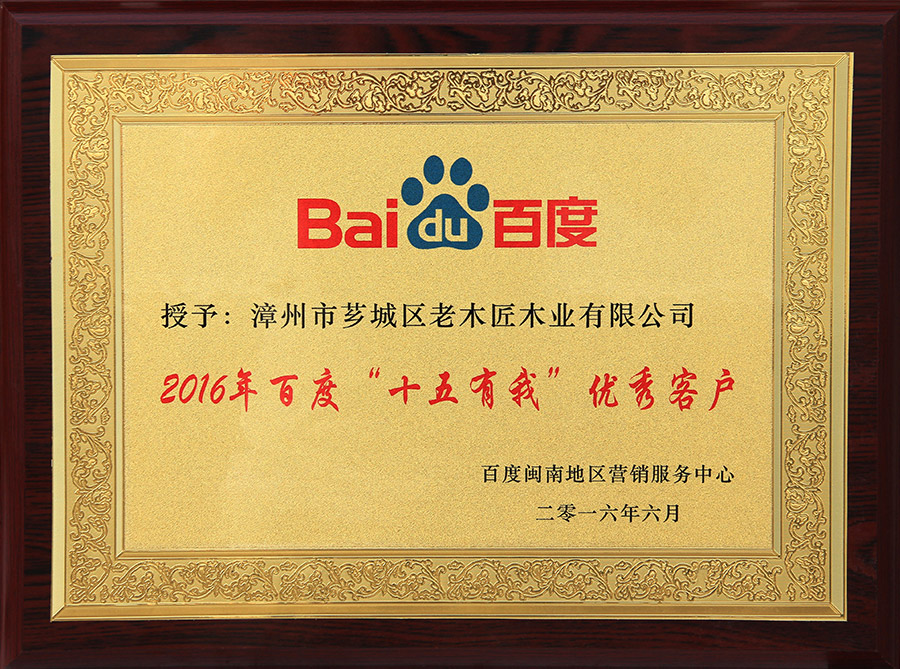 Baidu百度
授予：漳州市芗城区老木匠木业有限公司
2016年百度“十五有我”优秀客户
百度闽南地区营销服务中心
二零一六年六月